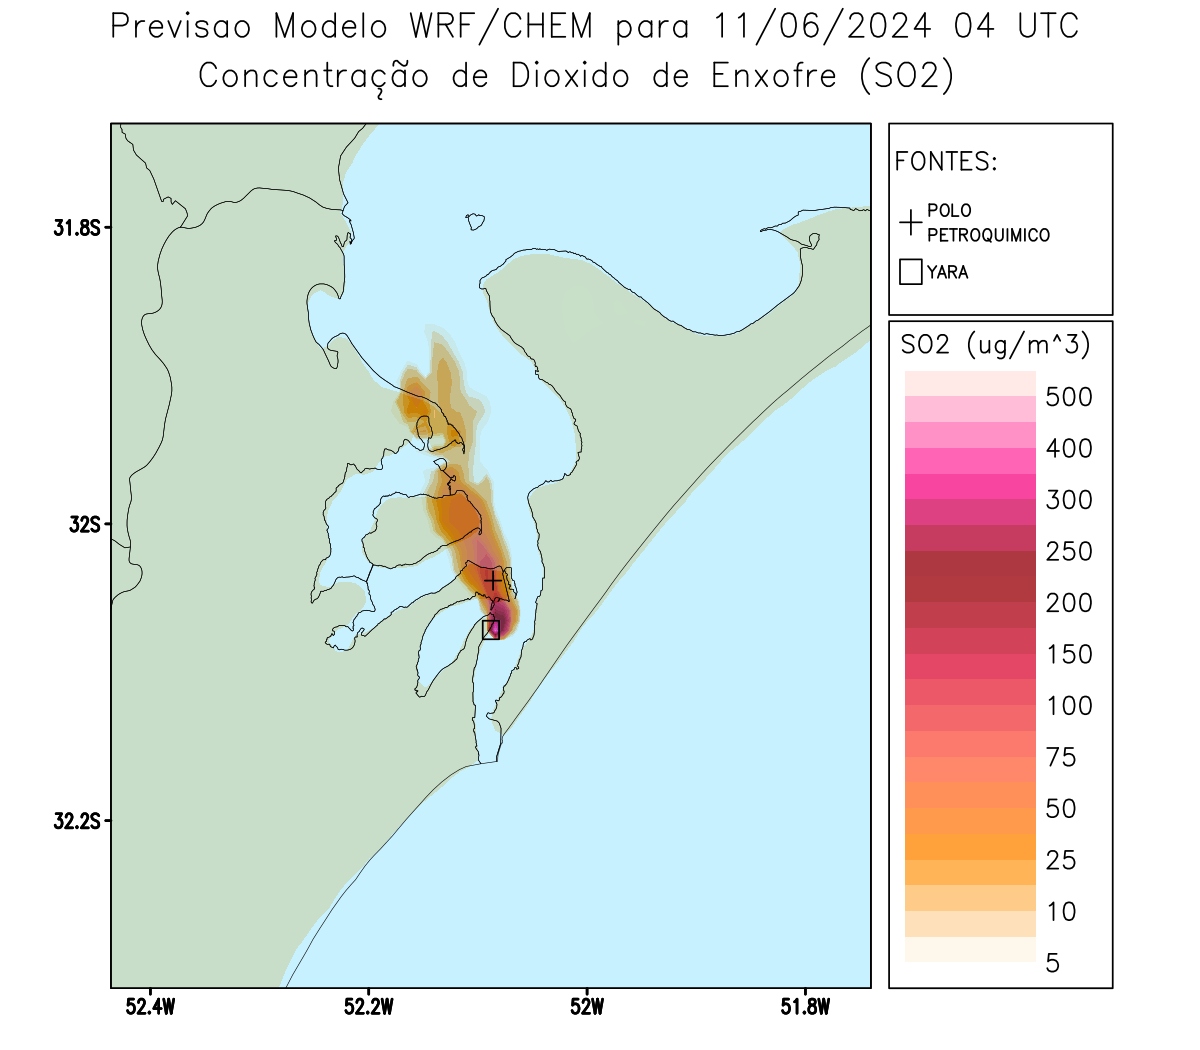 Previsao Modelo WRF/CHEM para 11/06/2024 04 UTC
Concentração de Dioxido de Enxofre (SO2)
FONTES:
POLO
PETROQUIMICO
YARA
SO2 (ug/m^3)
500
400
300
250
200
150
100
75
50
25
10
5
31.8S
32S
32.2S
52.4W
52.2W
52W
51.8W